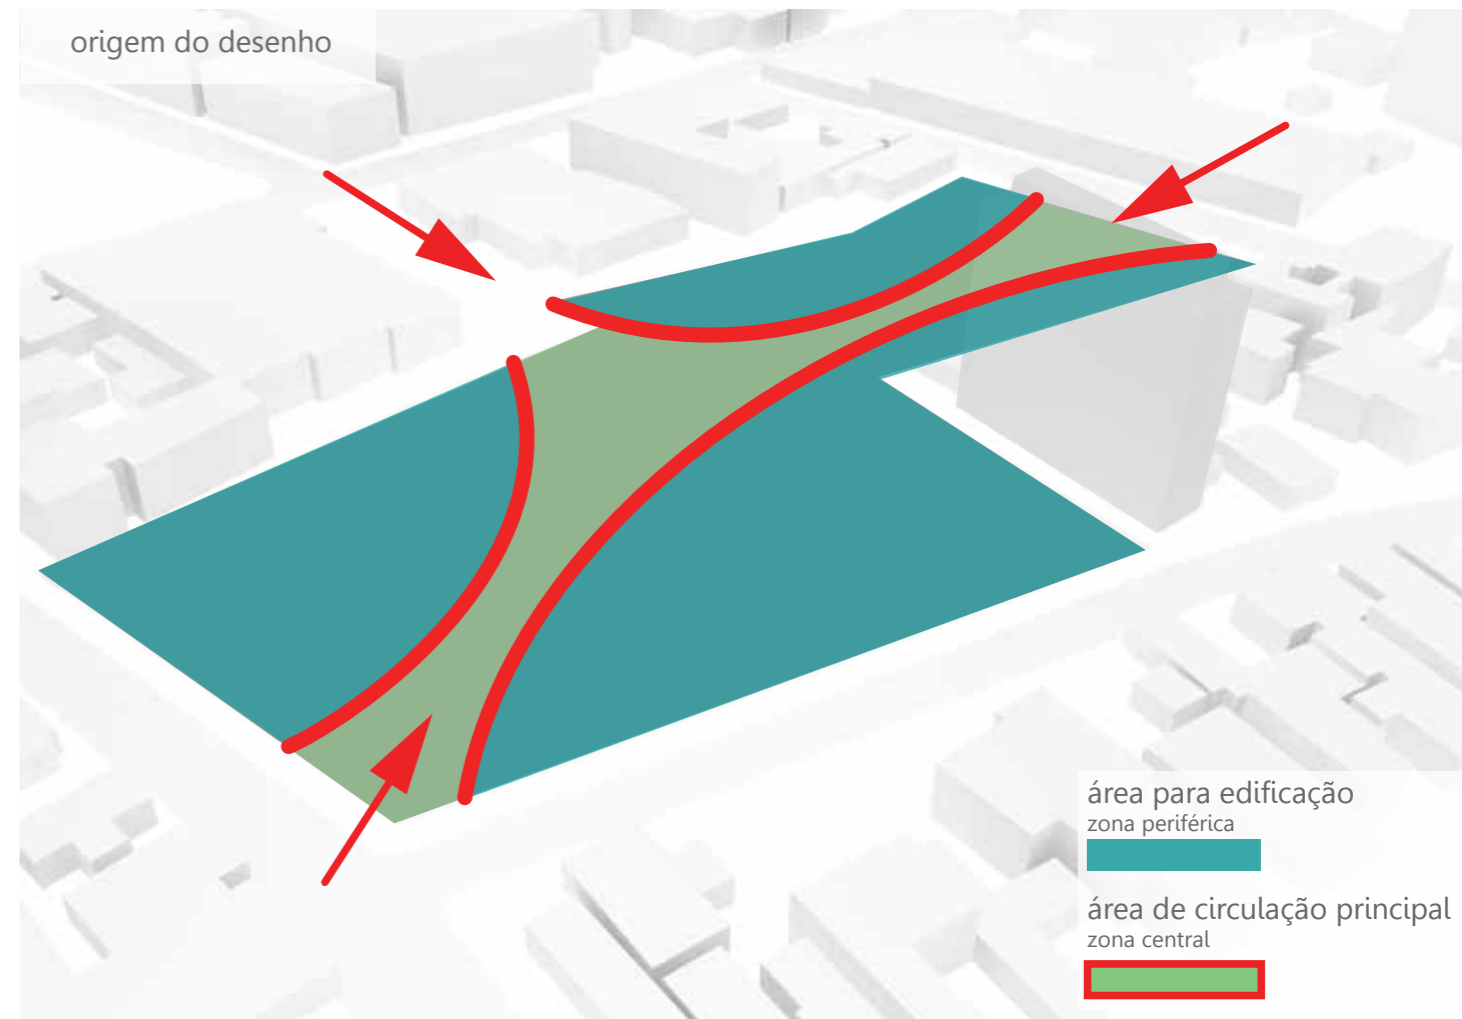 origem do desenho
área para edificação
zona periférica
área de circulação principal
zona central